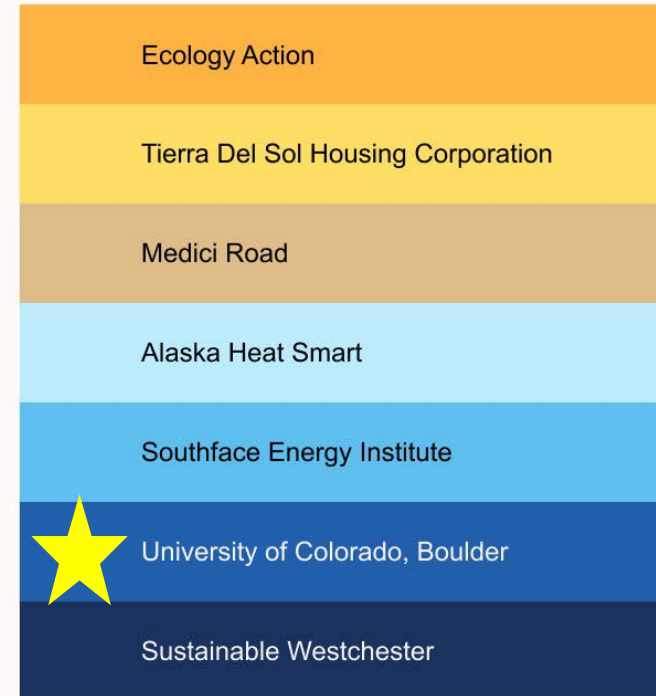 Ecology Action
Tierra Del Sol Housing Corporation
Medici Road
Alaska Heat Smart
Southface Energy Institute
University of Colorado, Boulder
Sustainable Westchester